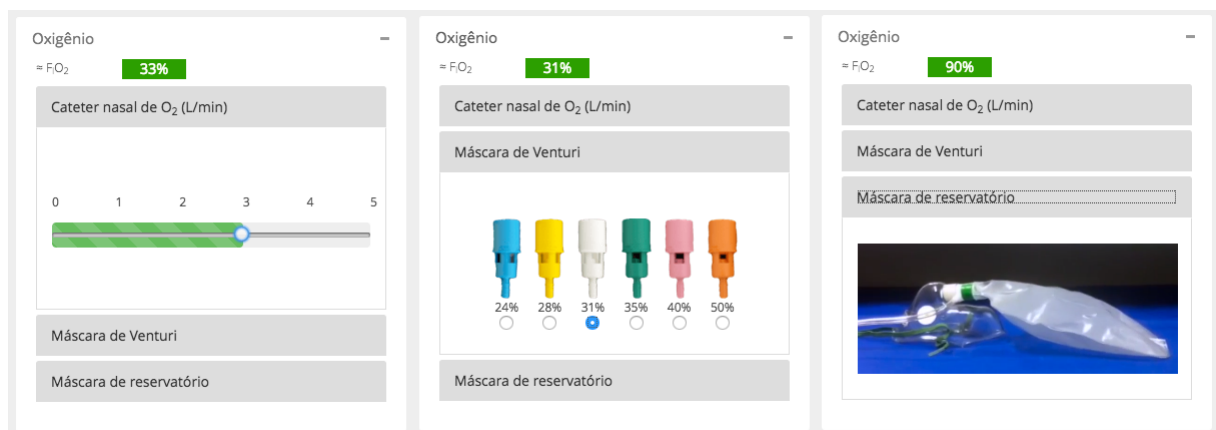 Oxigênio
≈ FiO₂ 33%
Cateter nasal de O₂ (L/min)
0 1 2 3 4 5
Máscara de Venturi
Máscara de reservatório
Oxigênio
≈ FiO₂ 31%
Cateter nasal de O₂ (L/min)
Máscara de Venturi
24% 28% 31% 35% 40% 50%
Máscara de reservatório
Oxigênio
≈ FiO₂ 90%
Cateter nasal de O₂ (L/min)
Máscara de Venturi
Máscara de reservatório